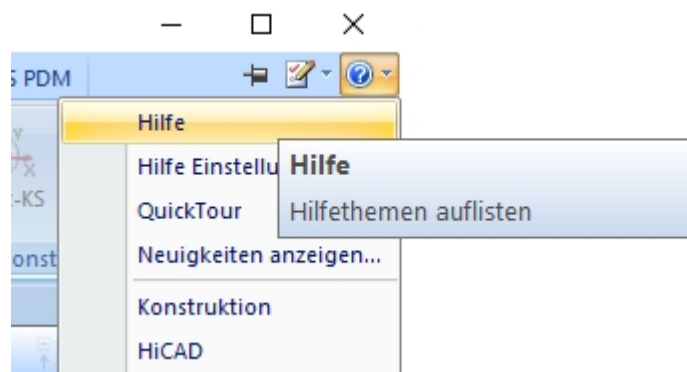 S PDM
Hilfe
Hilfe Einstellu
Hilfe
QuickTour
Hilfethemen auflisten
-KS
Neuigkeiten anzeigen...
onst
Konstruktion
HiCAD